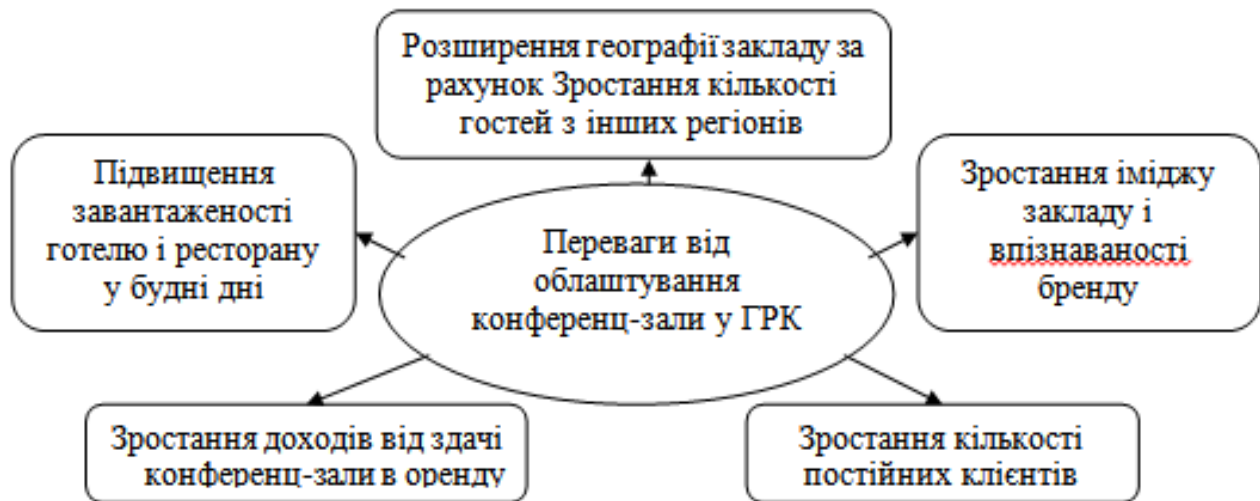 Розширення географії закладу за
рахунок Зростання кількості
гостей з інших регіонів
Підвищення
завантаженості
готелю і ресторану
у будні дні
Переваги від
облаштування
конференц-зали у ГРК
Зростання іміджу
закладу і
впізнаваності
бренду
Зростання доходів від здачі
конференц-зали в оренду
Зростання кількості
постійних клієнтів